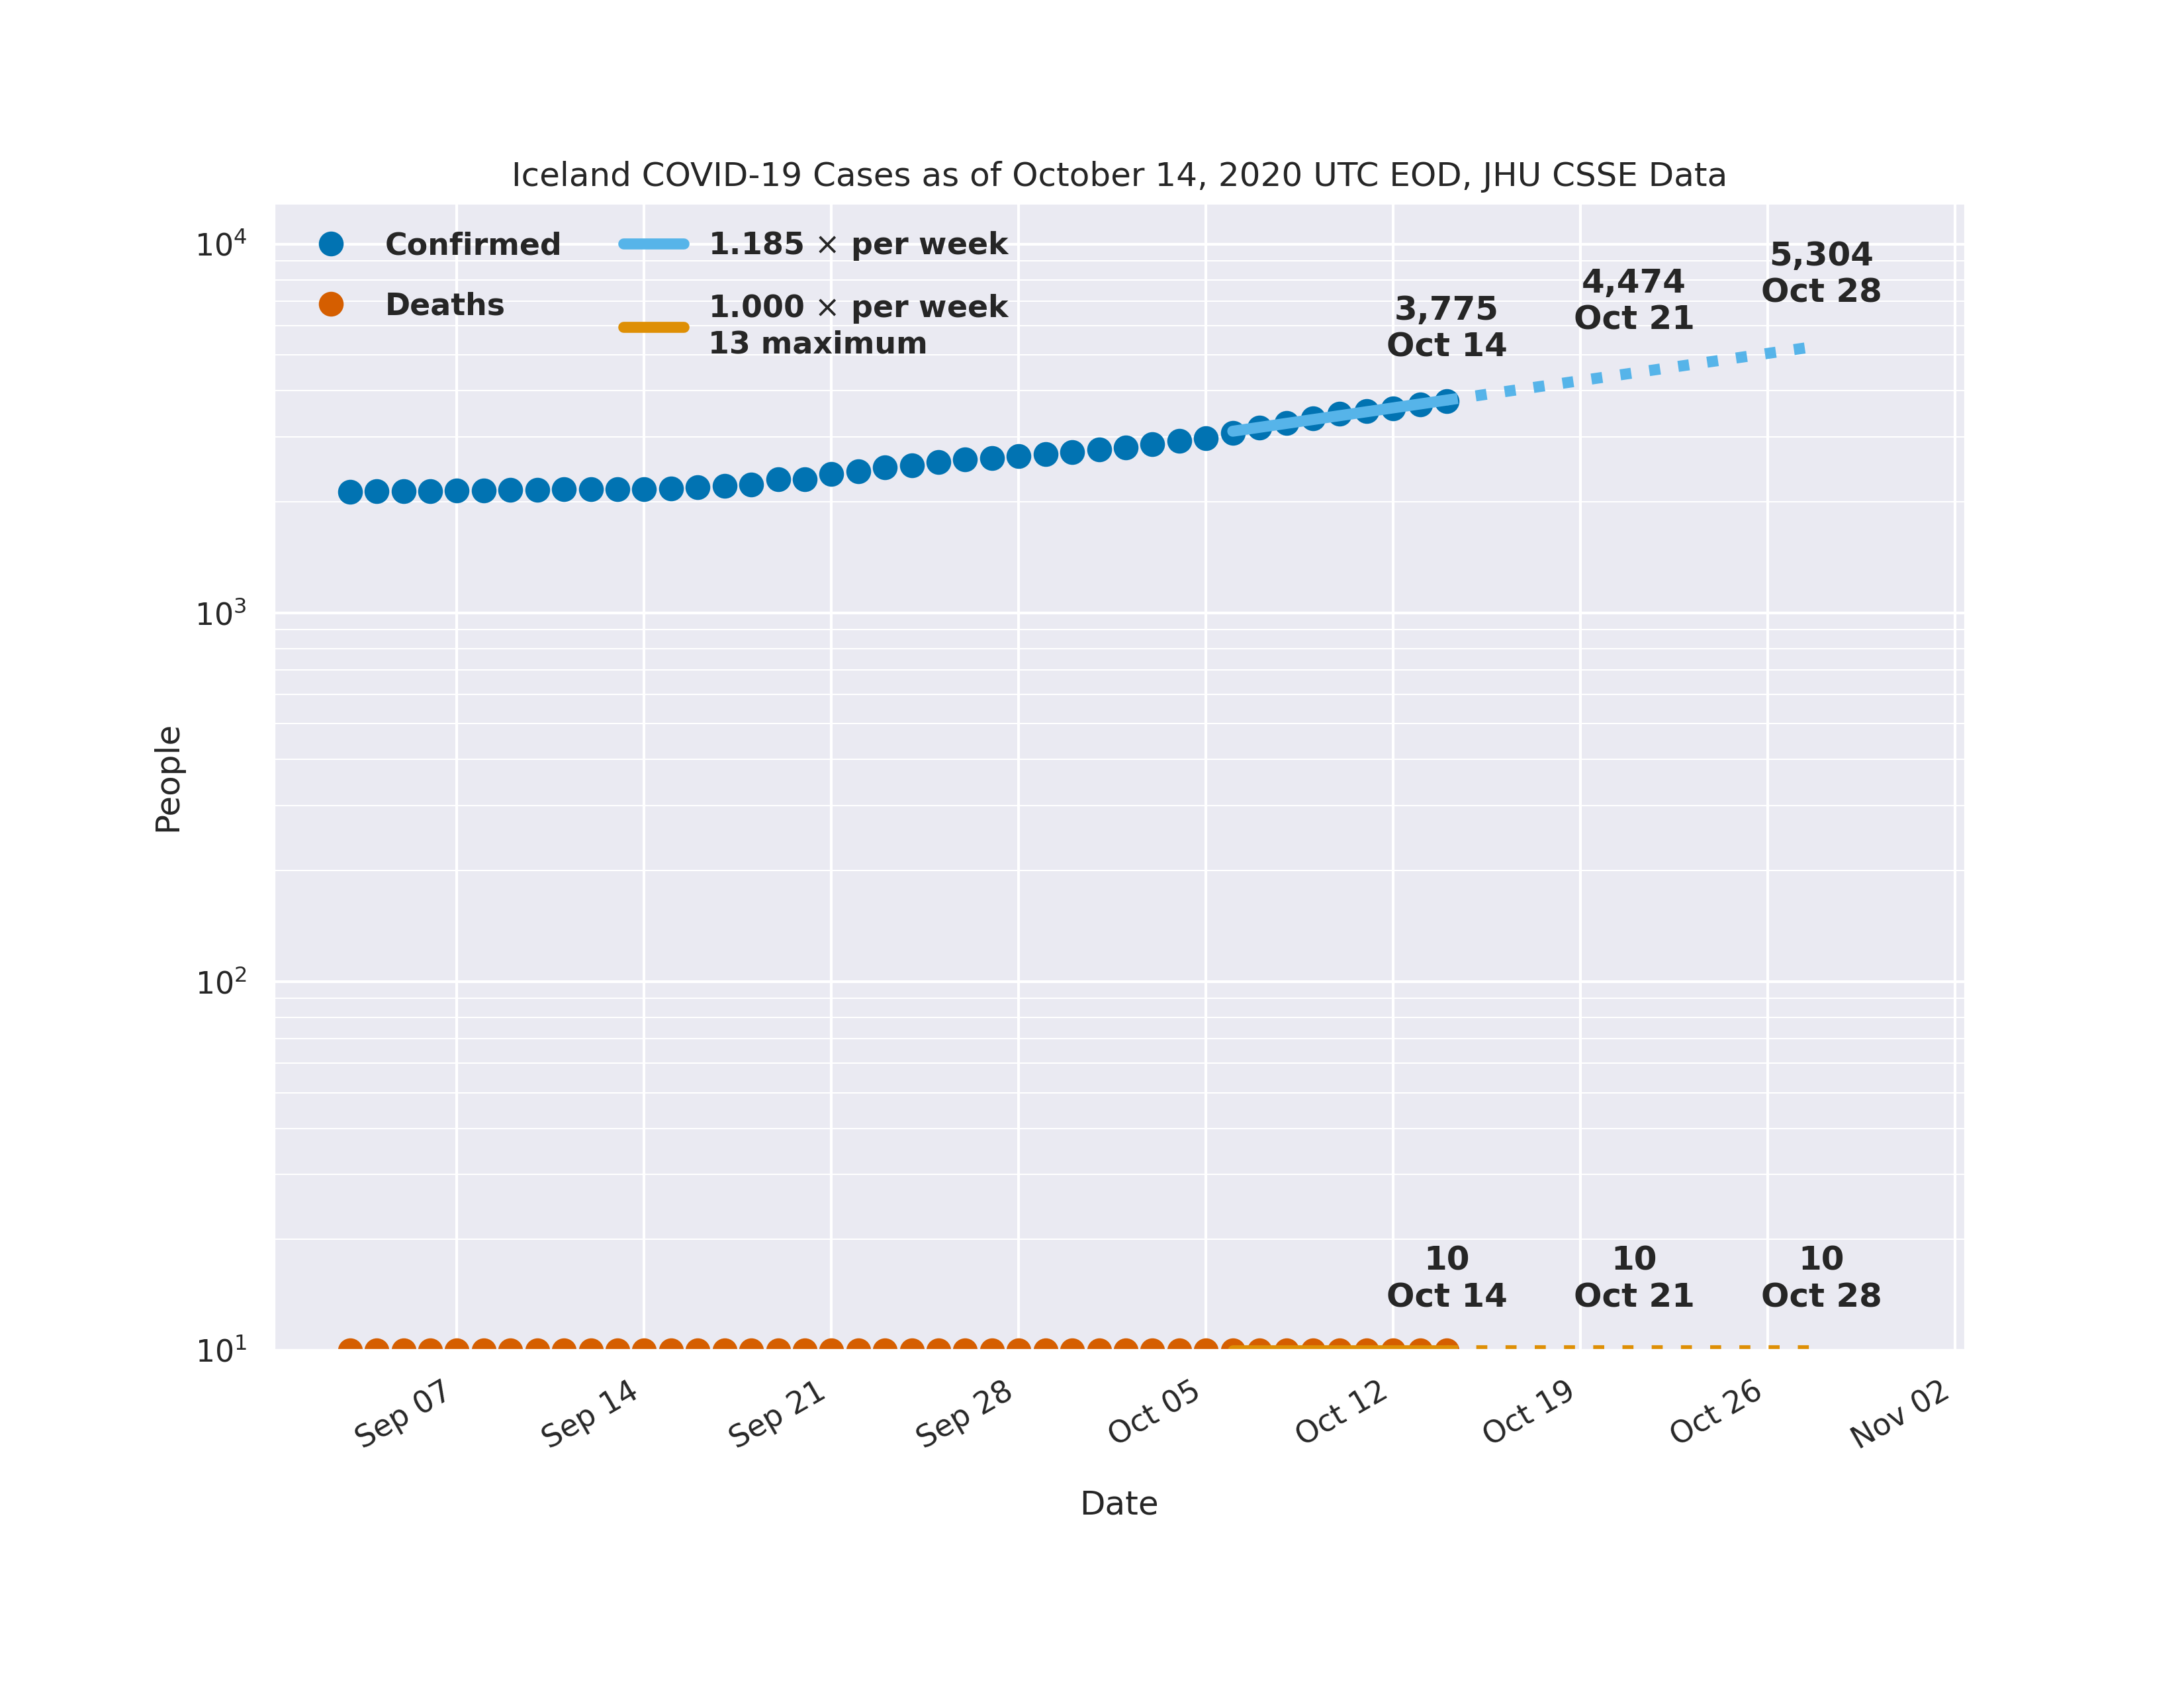 Iceland COVID-19 Cases as of October 14, 2020 UTC EOD, JHU CSSE Data
Confirmed
Deaths
1.185 × per week
1.000 × per week
13 maximum
3,775
Oct 14
4,474
Oct 21
5,304
Oct 28
10⁴
10³
10²
10¹
People
10
Oct 14
10
Oct 21
10
Oct 28
Sep 07
Sep 14
Sep 21
Sep 28
Oct 05
Oct 12
Oct 19
Oct 26
Nov 02
Date